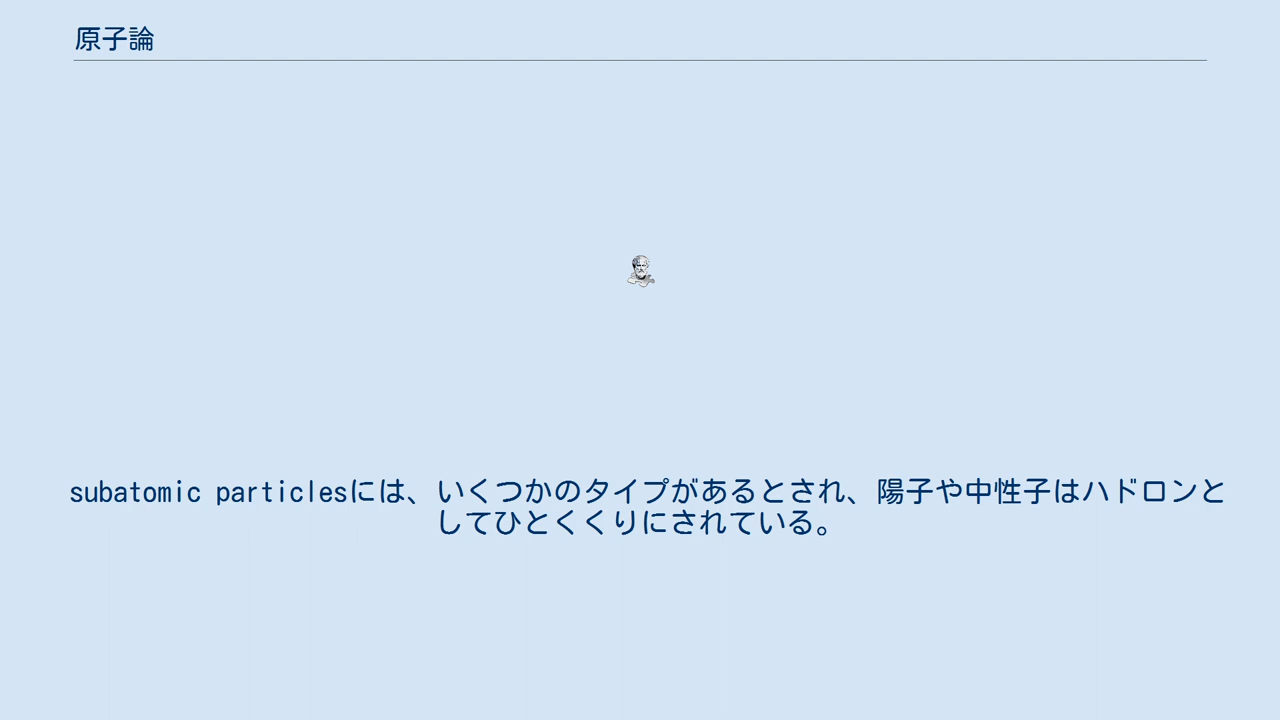 原子論
subatomic particlesには、いくつかのタイプがあるとされ、陽子や中性子はハドロンと
してひとくくりにされている。